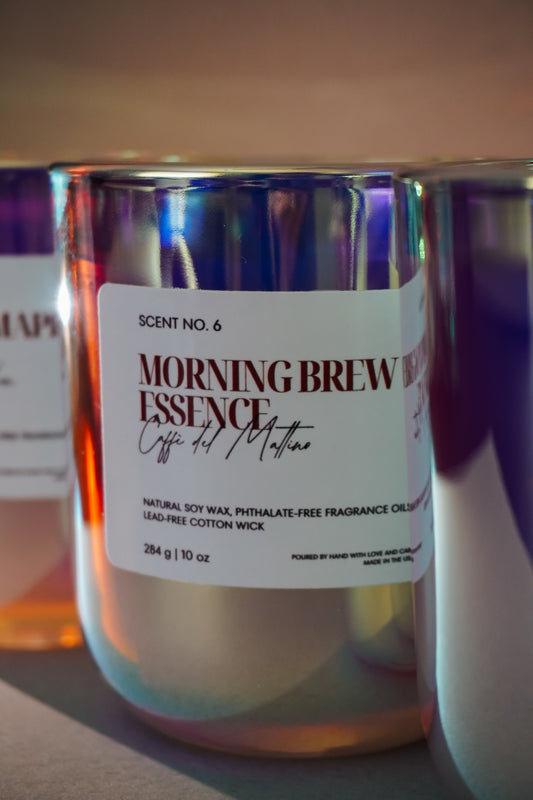 SCENT NO. 6
MORNING BREW
ESSENCE
Caffè del Mattino
NATURAL SOY WAX, PHTHALATE-FREE FRAGRANCE OILS
LEAD-FREE COTTON WICK
284 g | 10 oz
POURED BY HAND WITH LOVE AND
MADE IN THE